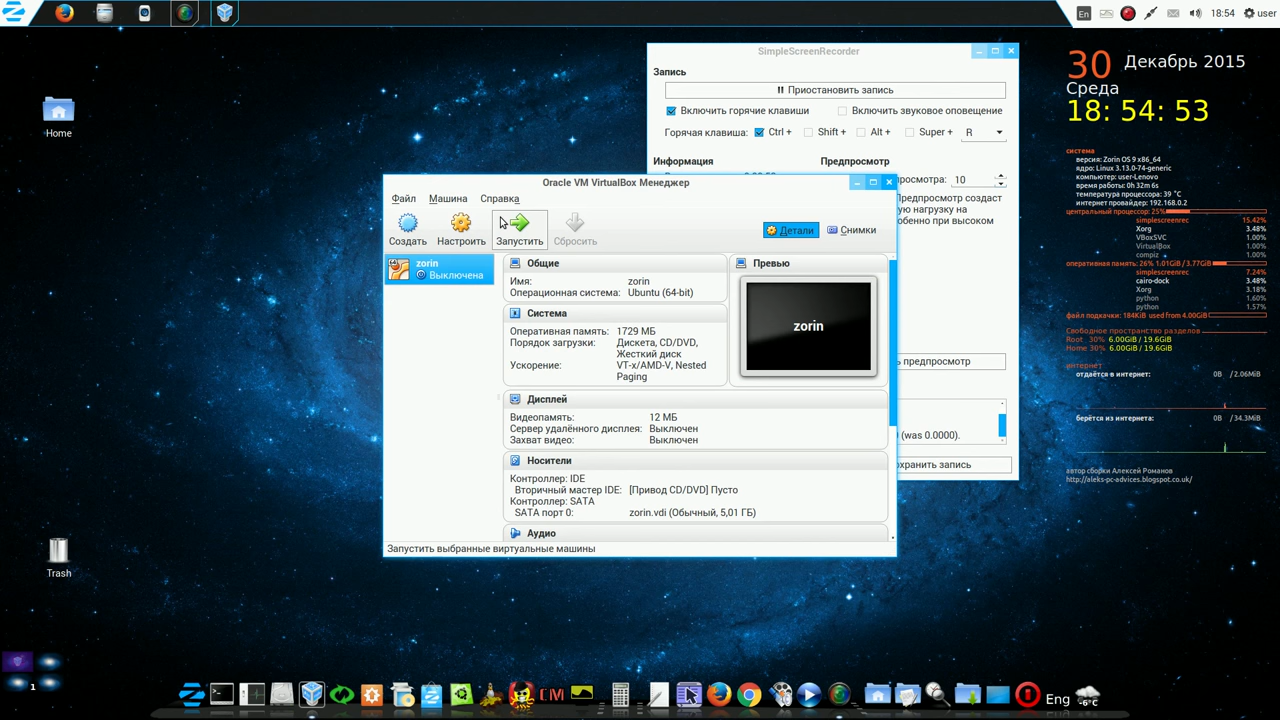 En
18:54
user
SimpleScreenRecorder
Запись
Приостановить запись
Включить горячие клавиши
Включить звуковое оповещение
Горячая клавиша:
Ctrl +
Shift +
Alt +
Super +
R
Информация
Предпросмотр
10
Предпросмотр создаст
ую нагрузку на
обенно при высоком
предпросмотр
(was 0.0000).
хранить запись
Home
Trash
1
Oracle VM VirtualBox Менеджер
Файл
Машина
Справка
Создать
Настроить
Запустить
Сбросить
Детали
Снимки
zorin
Выключена
Общие
Имя: zorin
Операционная система: Ubuntu (64-bit)
Превью
zorin
Система
Оперативная память: 1729 МБ
Порядок загрузки: Дискета, CD/DVD,
Жесткий диск
Ускорение: VT-x/AMD-V, Nested
Paging
Дисплей
Видеопамять: 12 МБ
Сервер удалённого дисплея: Выключен
Захват видео: Выключен
Носители
Контроллер: IDE
Вторичный мастер IDE: [Привод CD/DVD] Пусто
Контроллер: SATA
SATA порт 0: zorin.vdi (Обычный, 5,01 ГБ)
Аудио
Запустить выбранные виртуальные машины
30 Декабрь 2015
Среда
18: 54: 53
система
версия: Zorin OS 9 x86_64
ядро: Linux 3.13.0-74-generic
компьютер: user-Lenovo
время работы: 0h 32m 6s
температура процессора: 39 °C
интернет провайдер: 192.168.0.2
центральный процессор: 25%
simplescreenrec 15.42%
Xorg 3.48%
VBoxSVC 1.00%
VirtualBox 1.00%
compiz 1.00%
оперативная память: 26% 1.01GiB / 3.77GiB
simplescreenrec 7.24%
cairo-dock 3.48%
Xorg 3.18%
python 1.60%
python 1.57%
файл подкачки: 184KiB used from 4.00GiB
Свободное пространство разделов
Root 30% 6.00GiB / 19.6GiB
Home 30% 6.00GiB / 19.6GiB
интернет
отдаётся в интернет: 0B / 2.06MiB
берётся из интернета: 0B / 34.3MiB
автор сборки Алексей Романов
http://aleks-pc-advices.blogspot.co.uk/
Eng
-6°C